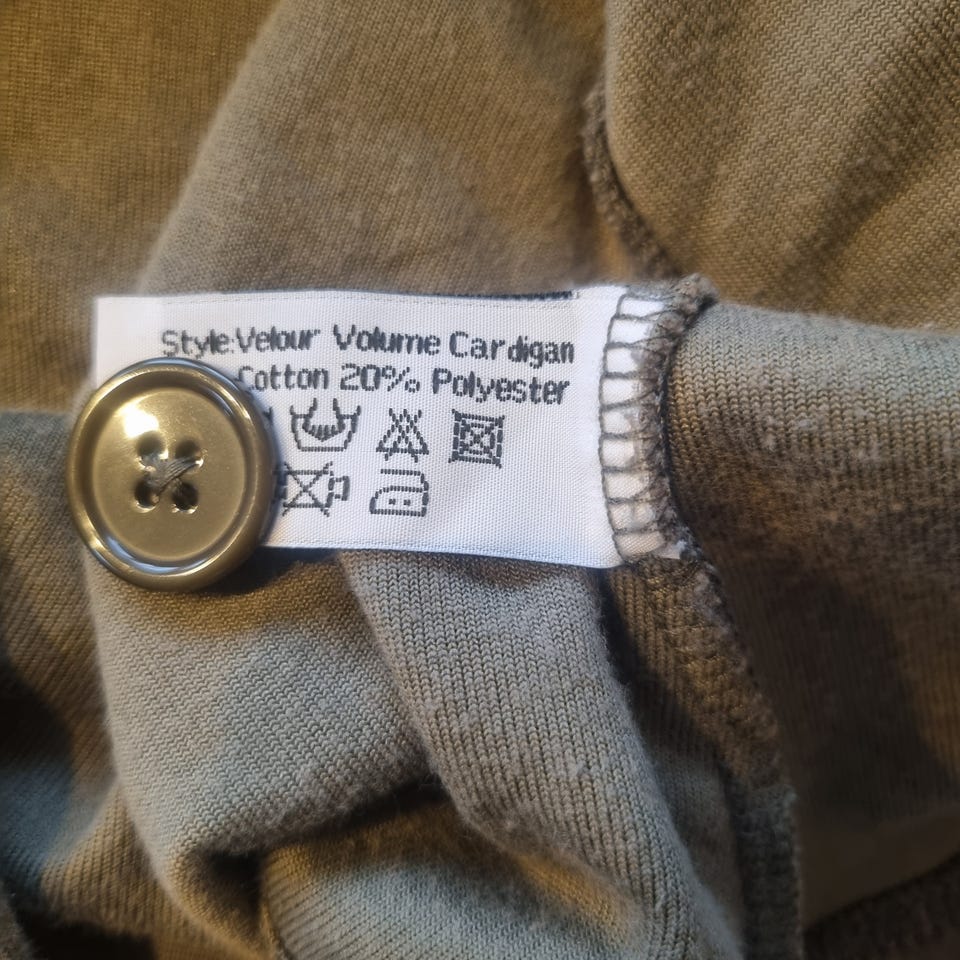 Style:Velour Volume Cardigan
Cotton 20% Polyester